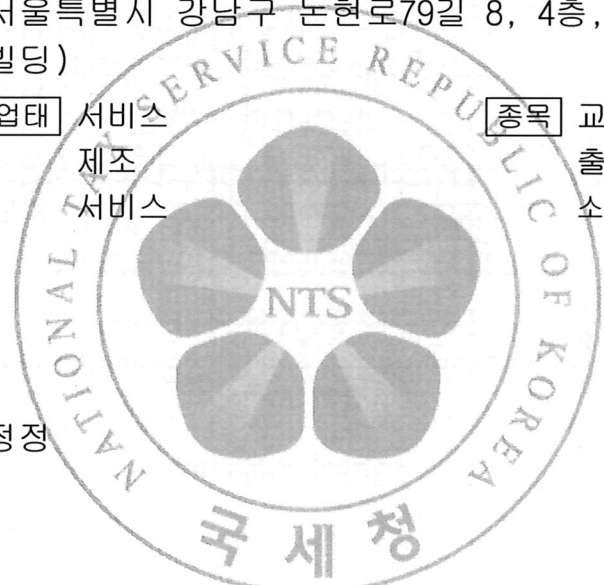 서울특별시 강남구 논현로79길 8, 4층,
빌딩)
업태 서비스 종목 교
제조 출
서비스 소
정정
NATIONAL TAX SERVICE REPUBLIC OF KOREA
NTS
국세청